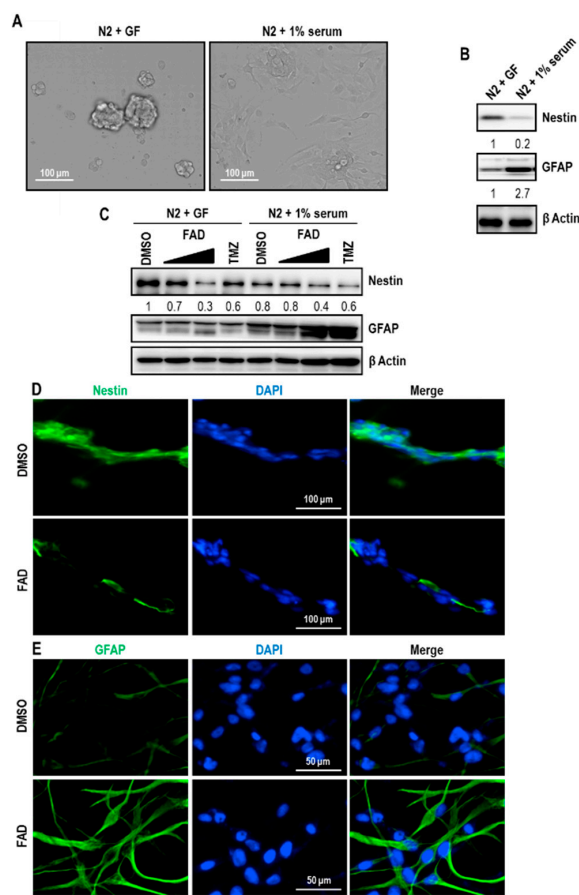 A
N2 + GF
N2 + 1% serum
100 µm
100 µm
B
N2 + GF
N2 + 1% serum
Nestin
1 0.2
GFAP
1 2.7
β Actin
C
N2 + GF
N2 + 1% serum
DMSO
FAD
TMZ
DMSO
FAD
TMZ
Nestin
1 0.7 0.3 0.6 0.8 0.8 0.4 0.6
GFAP
β Actin
D
Nestin
DAPI
Merge
DMSO
100 µm
FAD
100 µm
E
GFAP
DAPI
Merge
DMSO
50 µm
FAD
50 µm